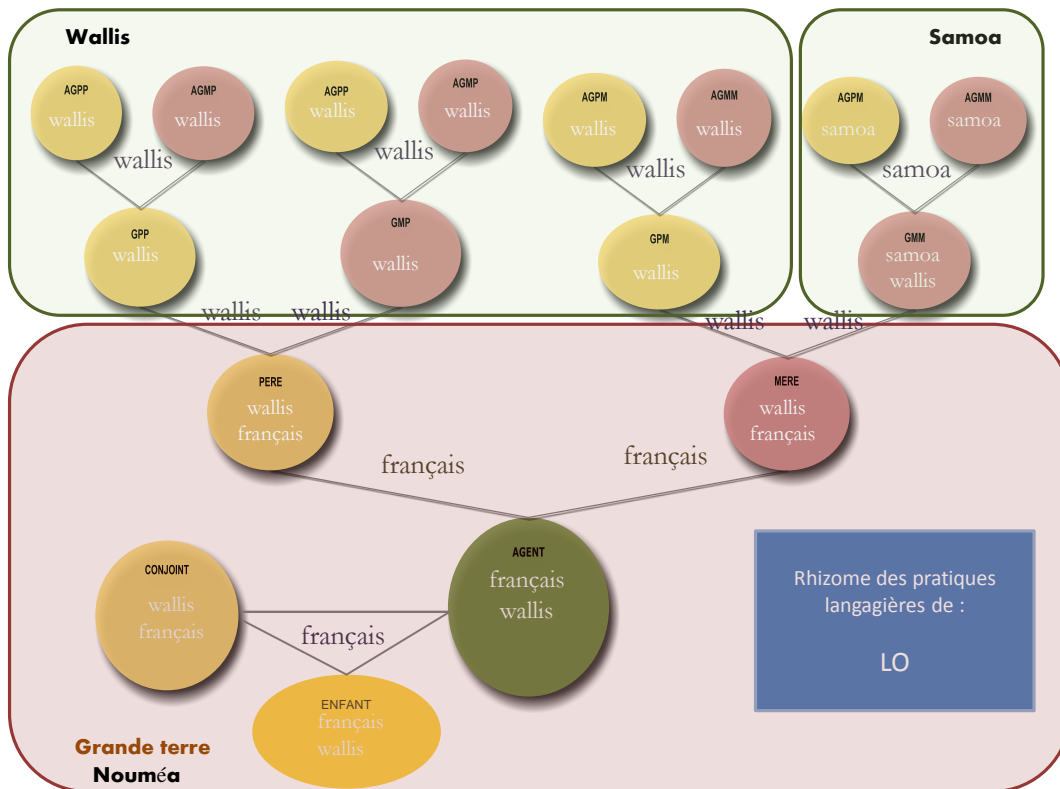 Wallis
Samoa
AGPP
wallis
AGMP
wallis
wallis
AGPP
wallis
AGMP
wallis
wallis
AGPM
wallis
AGMM
wallis
wallis
AGPM
samoa
AGMM
samoa
samoa
GPP
wallis
GMP
wallis
GPM
wallis
GMM
samoa
wallis
wallis
wallis
wallis
wallis
PERE
wallis
français
MERE
wallis
français
français
français
AGENT
français
wallis
CONJOINT
wallis
français
français
ENFANT
français
wallis
Rhizome des pratiques
langagières de :
LO
Grande terre
Nouméa